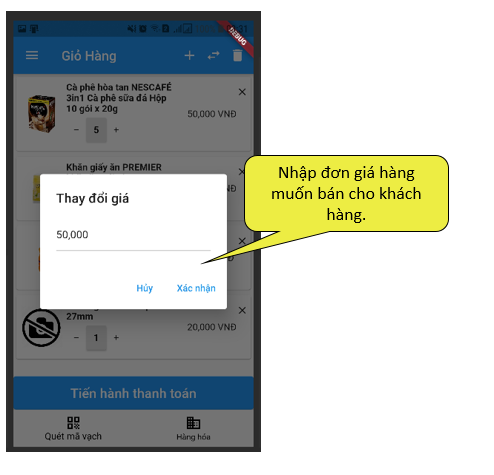 DEBUG
Giỏ Hàng
Cà phê hòa tan NESCAFÉ
3in1 Cà phê sữa đá Hộp
10 gói x 20g
50,000 VNĐ
- 5 +
Khăn giấy ăn PREMIER
Nhập đơn giá hàng
muốn bán cho khách
hàng.
Thay đổi giá
50,000
Hủy Xác nhận
27mm
20,000 VNĐ
- 1 +
Tiến hành thanh toán
Quét mã vạch Hàng hóa